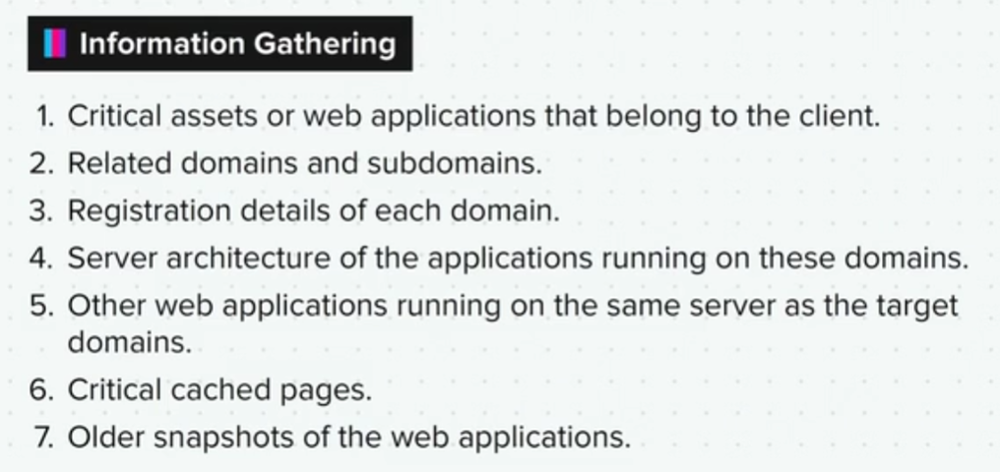 Information Gathering
1. Critical assets or web applications that belong to the client.
2. Related domains and subdomains.
3. Registration details of each domain.
4. Server architecture of the applications running on these domains.
5. Other web applications running on the same server as the target
domains.
6. Critical cached pages.
7. Older snapshots of the web applications.